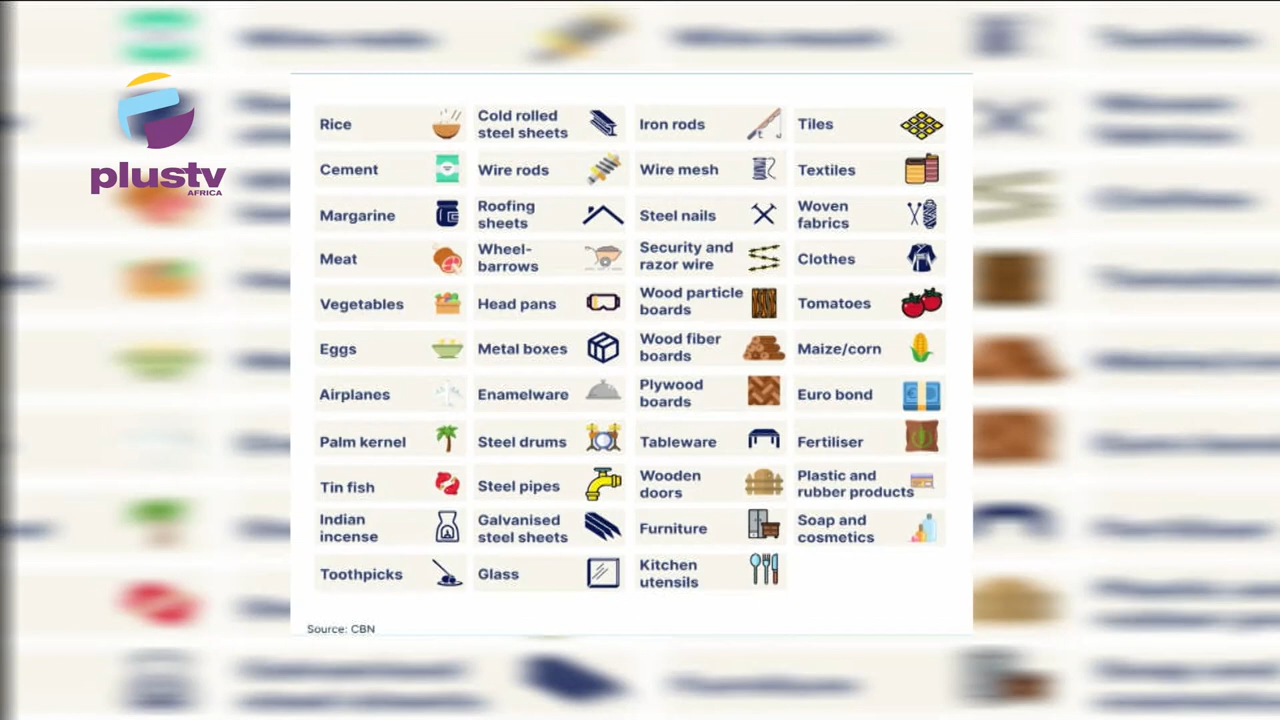 plustv
AFRICA
Rice
Cold rolled
steel sheets
Iron rods
Tiles
Cement
Wire rods
Wire mesh
Textiles
Margarine
Roofing
sheets
Steel nails
Woven
fabrics
Meat
Wheel-
barrows
Security and
razor wire
Clothes
Vegetables
Head pans
Wood particle
boards
Tomatoes
Eggs
Metal boxes
Wood fiber
boards
Maize/corn
Airplanes
Enamelware
Plywood
boards
Euro bond
Palm kernel
Steel drums
Tableware
Fertiliser
Tin fish
Steel pipes
Wooden
doors
Plastic and
rubber products
Indian
incense
Galvanised
steel sheets
Furniture
Soap and
cosmetics
Toothpicks
Glass
Kitchen
utensils
Source: CBN